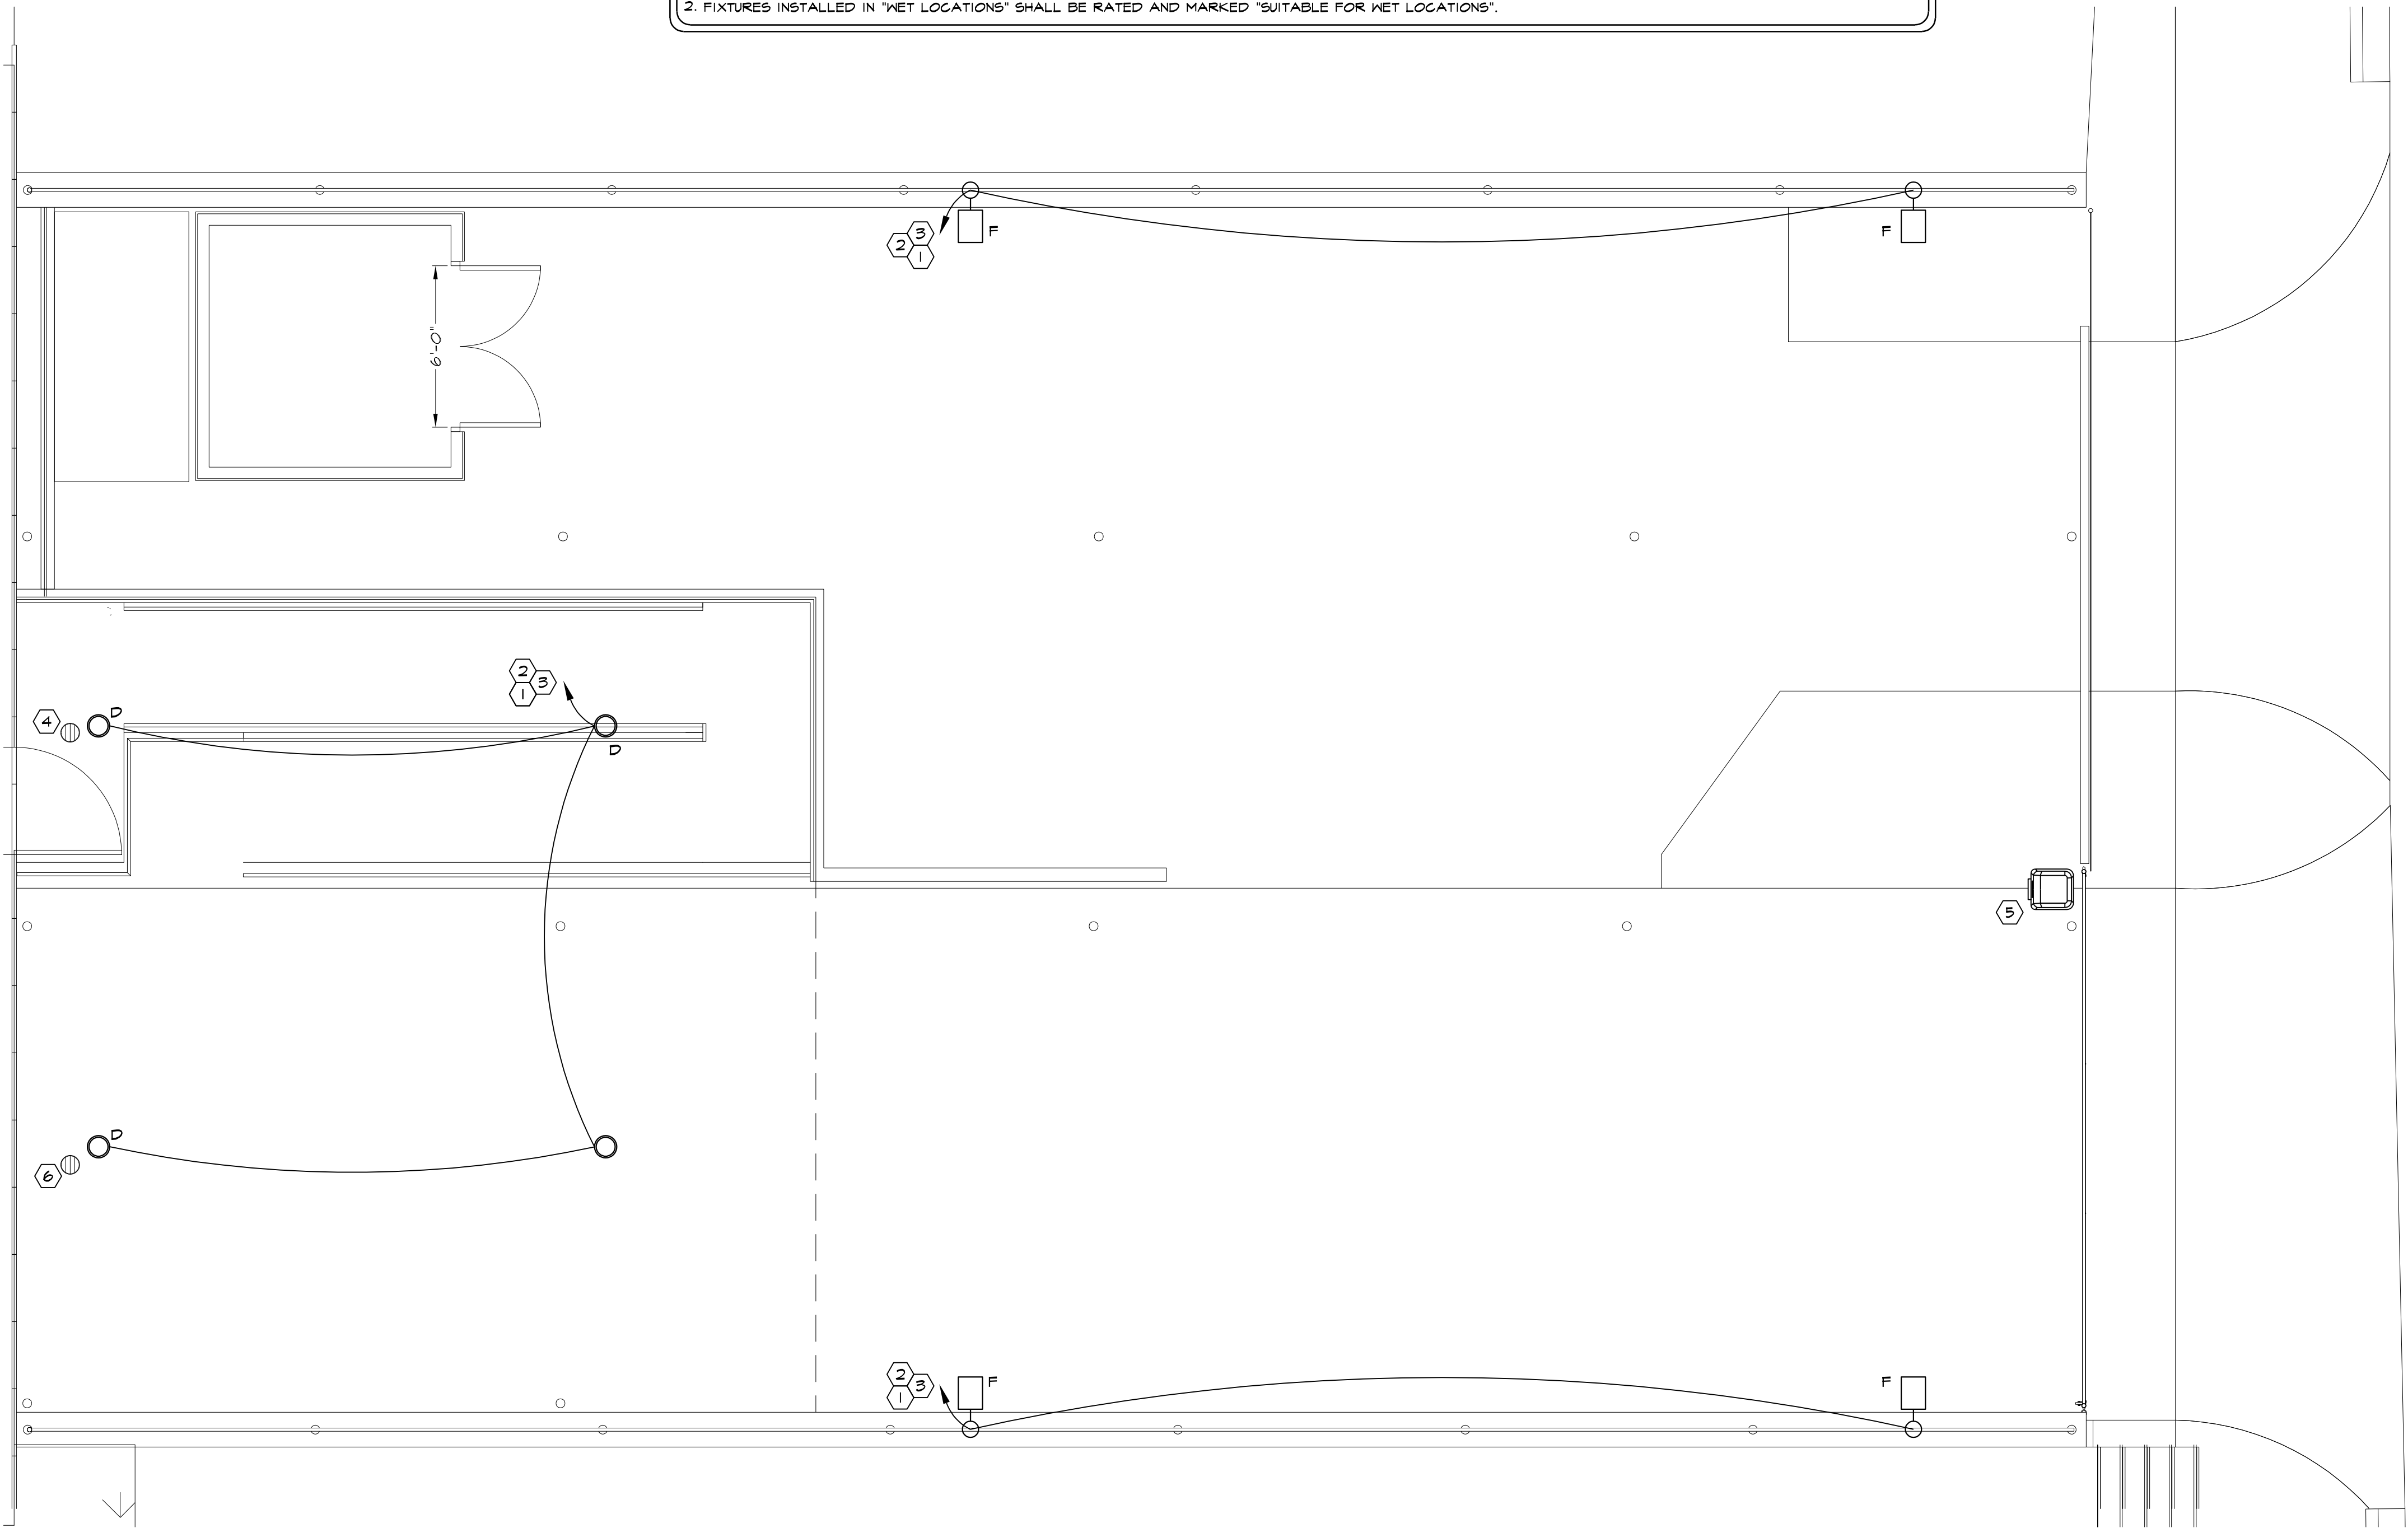 2. FIXTURES INSTALLED IN "WET LOCATIONS" SHALL BE RATED AND MARKED "SUITABLE FOR WET LOCATIONS".
3
2
1
F
F
6'-0"
2
3
1
4
D
D
5
D
6
2
3
1
F
F